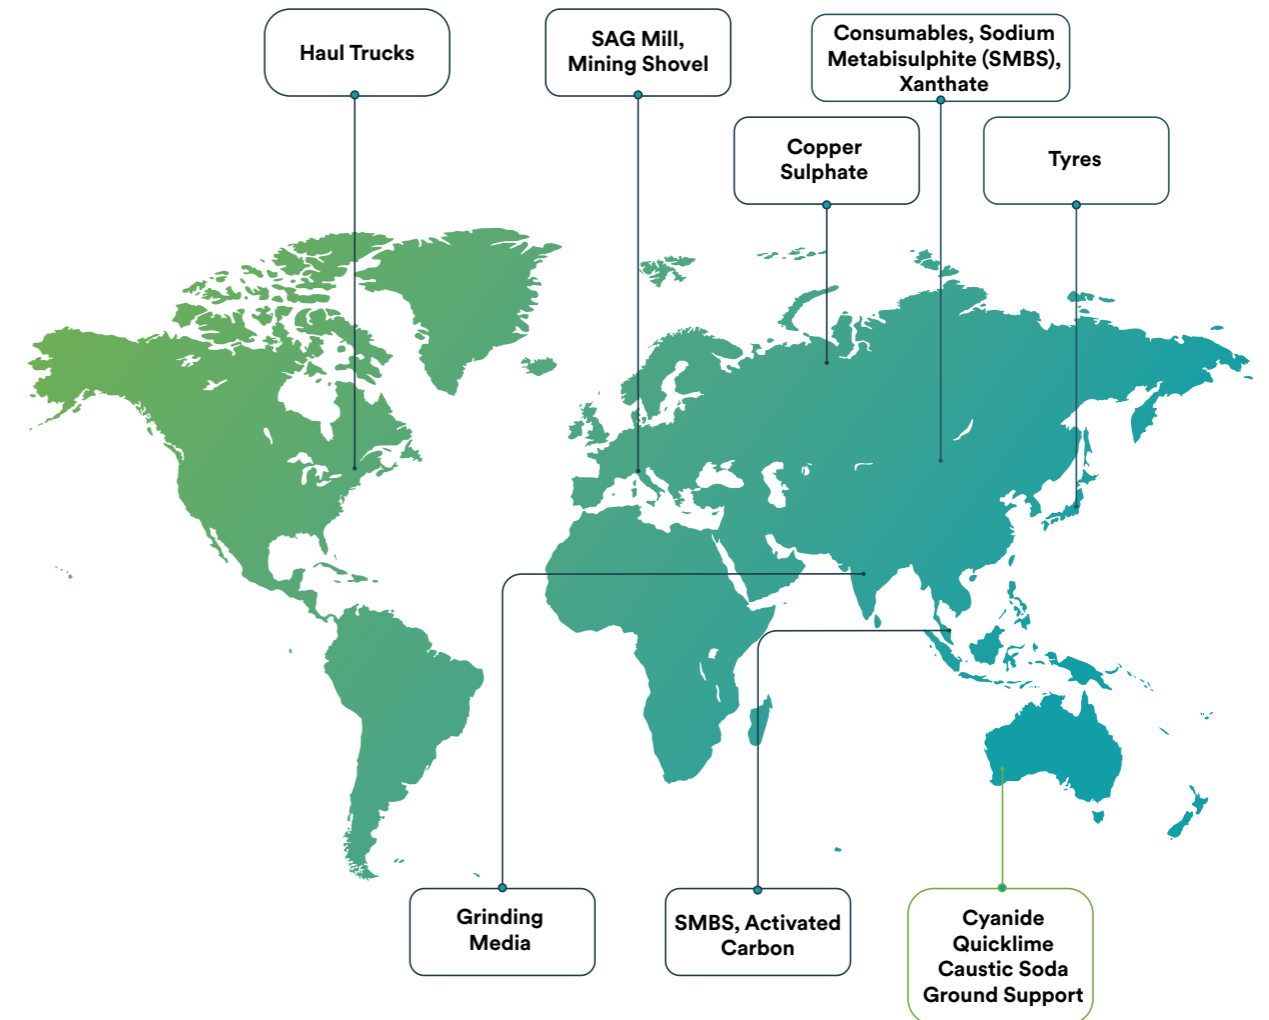 Haul Trucks
SAG Mill,
Mining Shovel
Consumables, Sodium
Metabisulphite (SMBS),
Xanthate
Copper
Sulphate
Tyres
Grinding
Media
SMBS, Activated
Carbon
Cyanide
Quicklime
Caustic Soda
Ground Support